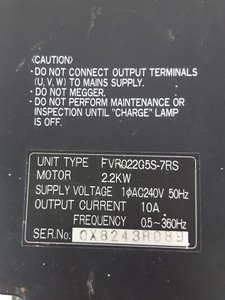 〈CAUTION〉
・DO NOT CONNECT OUTPUT TERMINALS
(U, V, W) TO MAINS SUPPLY.
・DO NOT MEGGER.
・DO NOT PERFORM MAINTENANCE OR
INSPECTION UNTIL “CHARGE” LAMP
IS OFF.
UNIT TYPE FVR022G5S-7RS
MOTOR 2.2KW
SUPPLY VOLTAGE 1φAC240V 50Hz
OUTPUT CURRENT 10A
FREQUENCY 0.5～360Hz
SER.No. 0X8243R089